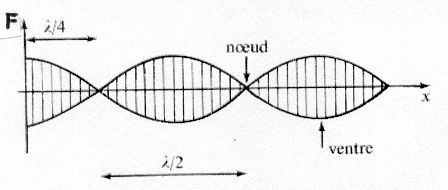 F
λ/4
nœud
x
ventre
λ/2